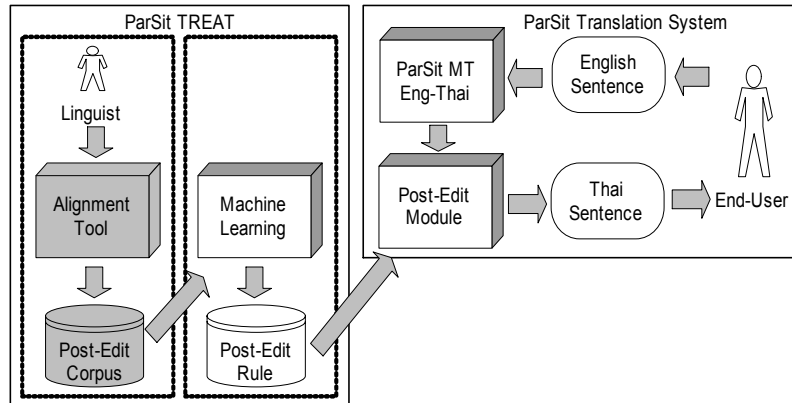 ParSit TREAT
Linguist
Alignment
Tool
Post-Edit
Corpus
Machine
Learning
Post-Edit
Rule
ParSit Translation System
ParSit MT
Eng-Thai
English
Sentence
Post-Edit
Module
Thai
Sentence
End-User